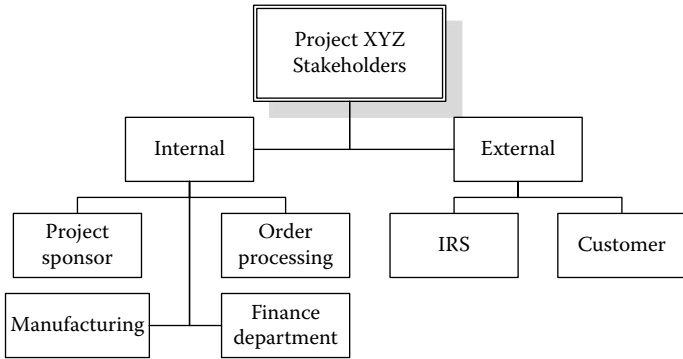 Project XYZ
Stakeholders
Internal
External
Project
sponsor
Order
processing
IRS
Customer
Manufacturing
Finance
department